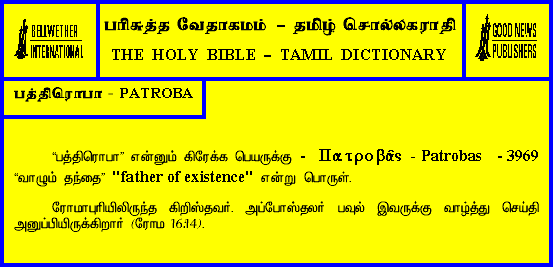 BELLWETHER
INTERNATIONAL
பரிசுத்த வேதாகமம் – தமிழ் சொல்லகராதி
THE HOLY BIBLE – TAMIL DICTIONARY
GOOD NEWS
PUBLISHERS
பத்திரொபா - PATROBA
“பத்திரொபா” என்னும் கிரேக்க பெயருக்கு - Πατροβᾶς - Patrobas - 3969
“வாழும் தந்தை” "father of existence" என்று பொருள்.
ரோமாபுரியிலிருந்த கிறிஸ்தவர். அப்போஸ்தலர் பவுல் இவருக்கு வாழ்த்து செய்தி
அனுப்பியிருக்கிறார் (ரோம 16:14).